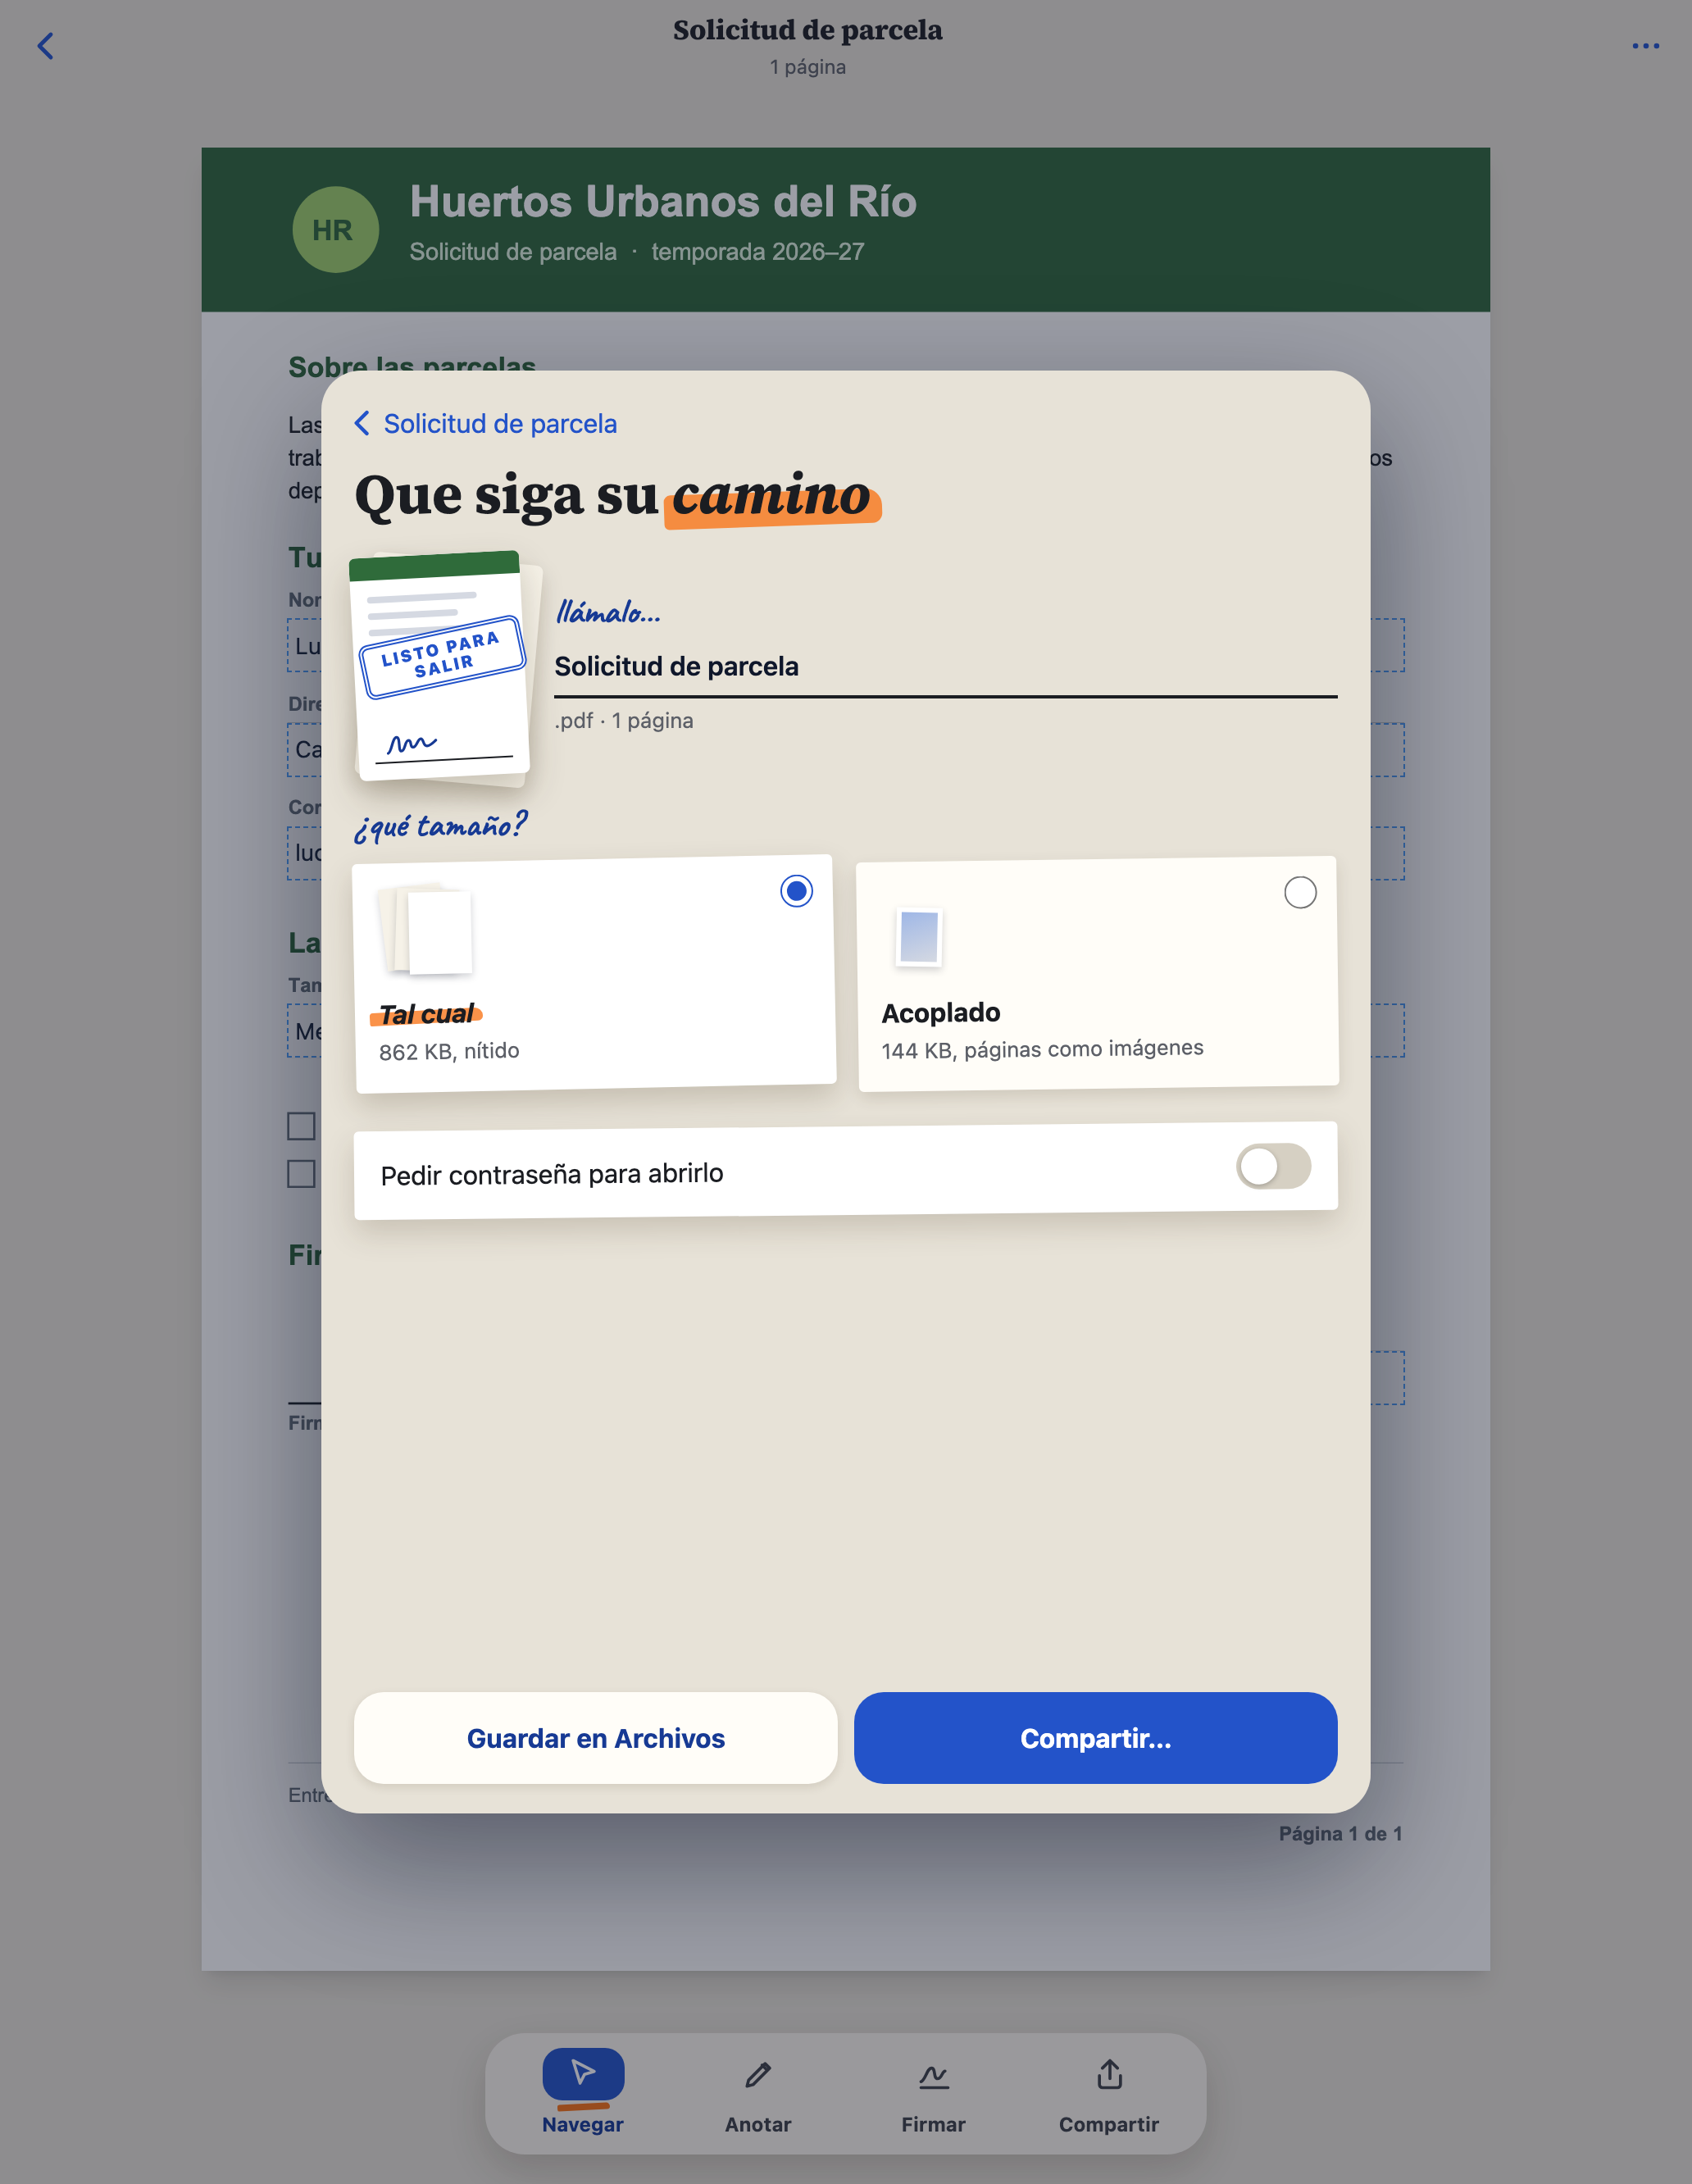 Solicitud de parcela
1 página
HR
Huertos Urbanos del Río
Solicitud de parcela · temporada 2026–27
Sobre las parcelas
Solicitud de parcela
Que siga su camino
LISTO PARA
SALIR
llámalo...
Solicitud de parcela
.pdf · 1 página
¿qué tamaño?
Tal cual
862 KB, nítido
Acoplado
144 KB, páginas como imágenes
Pedir contraseña para abrirlo
Guardar en Archivos
Compartir...
Página 1 de 1
Navegar
Anotar
Firmar
Compartir